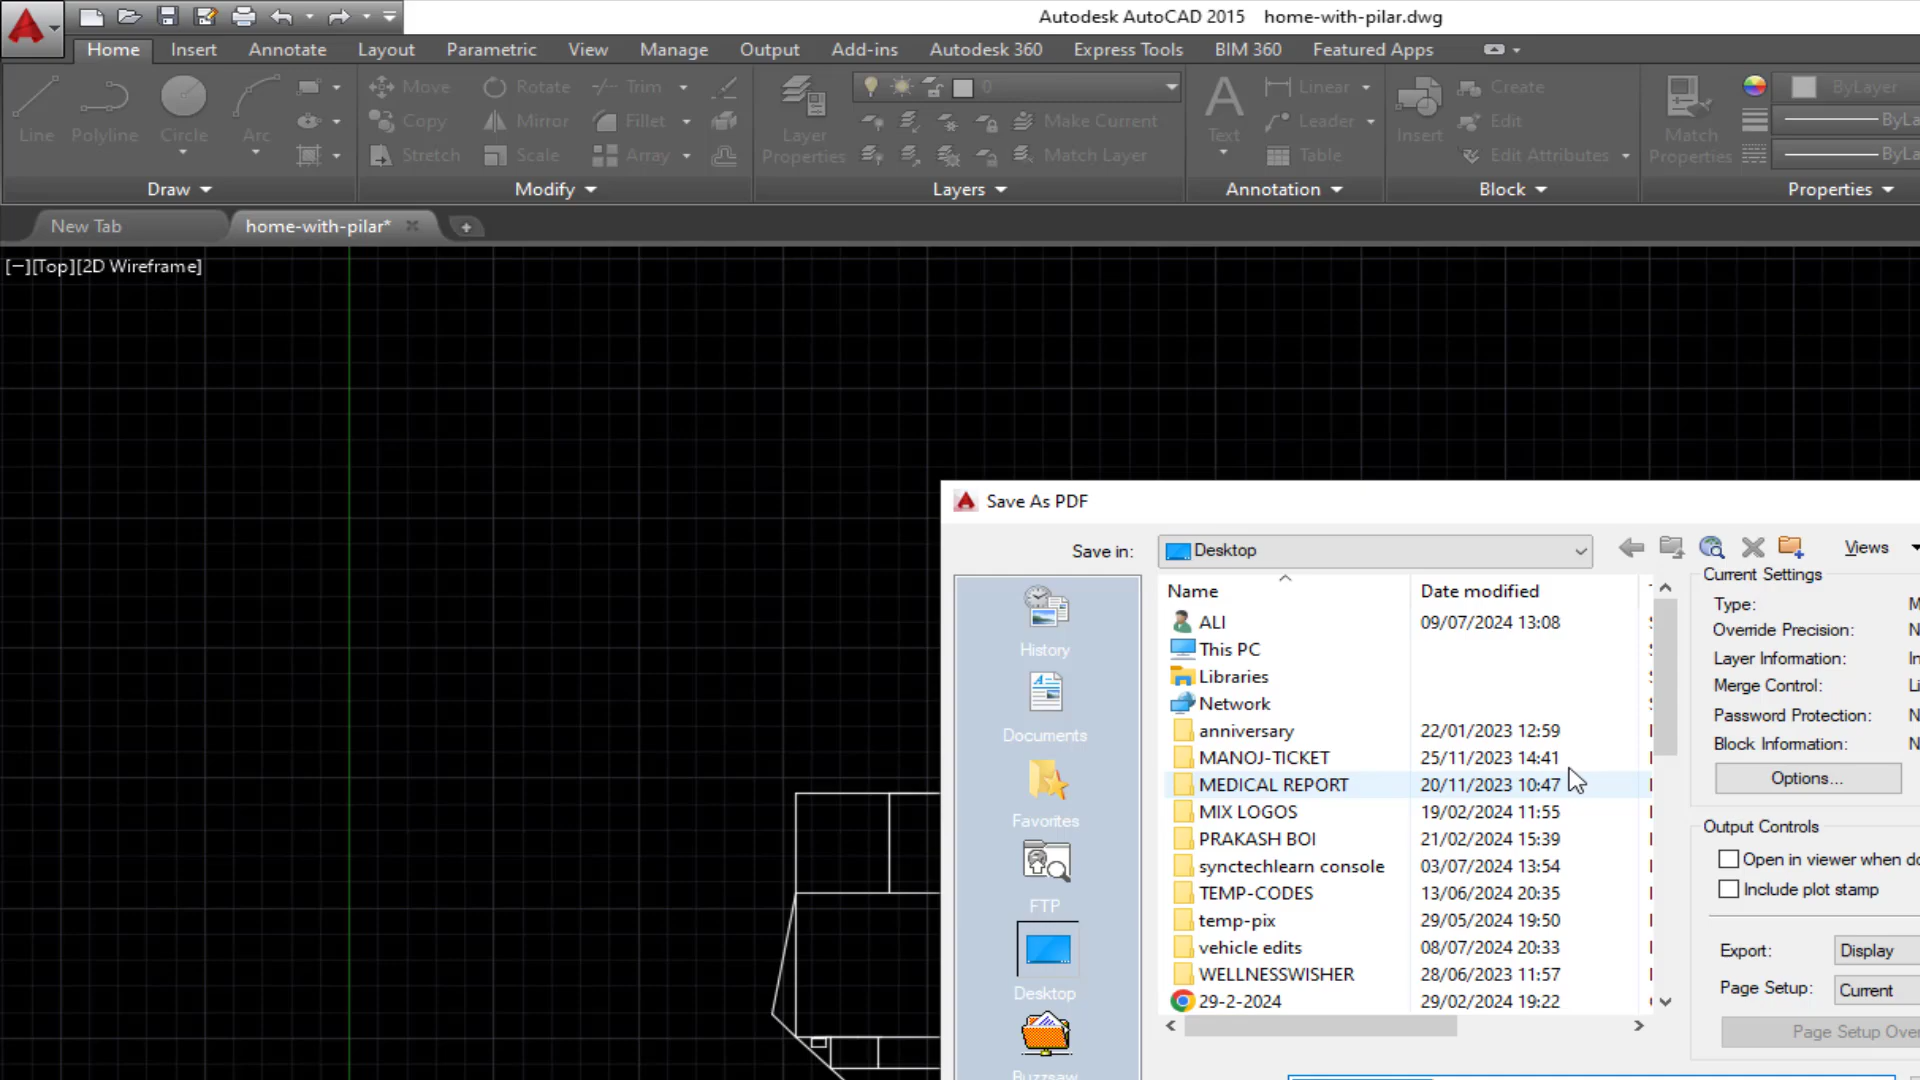 Autodesk AutoCAD 2015 home-with-pilar.dwg
Home Insert Annotate Layout Parametric View Manage Output Add-ins Autodesk 360 Express Tools BIM 360 Featured Apps
Line Polyline Circle Arc
Move Rotate Trim
Copy Mirror Fillet
Stretch Scale Array
Layer Properties
0
Make Current
Match Layer
Text
Linear
Leader
Table
Insert
Create
Edit
Edit Attributes
Match Properties
ByLayer
Draw Modify Layers Annotation Block Properties
New Tab home-with-pilar*
[−][Top][2D Wireframe]
Save As PDF
Save in: Desktop Views
History
Documents
Favorites
FTP
Desktop
Buzzsaw
Name Date modified
ALI 09/07/2024 13:08
This PC
Libraries
Network
anniversary 22/01/2023 12:59
MANOJ-TICKET 25/11/2023 14:41
MEDICAL REPORT 20/11/2023 10:47
MIX LOGOS 19/02/2024 11:55
PRAKASH BOI 21/02/2024 15:39
synctechlearn console 03/07/2024 13:54
TEMP-CODES 13/06/2024 20:35
temp-pix 29/05/2024 19:50
vehicle edits 08/07/2024 20:33
WELLNESSWISHER 28/06/2023 11:57
29-2-2024 29/02/2024 19:22
Current Settings
Type:
Override Precision:
Layer Information:
Merge Control:
Password Protection:
Block Information:
Options...
Output Controls
Open in viewer when
Include plot stamp
Export: Display
Page Setup: Current
Page Setup